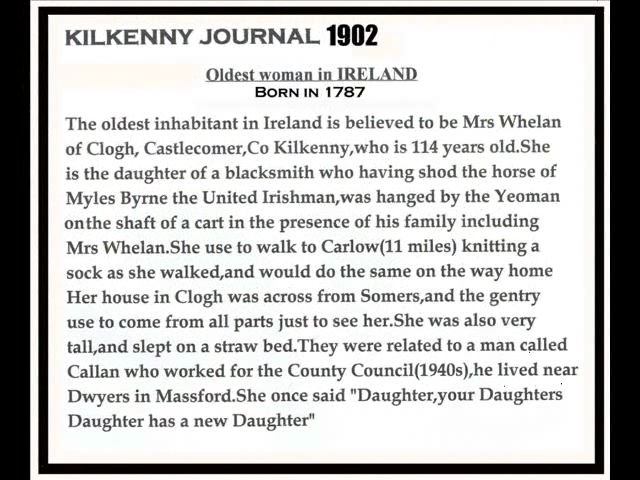 KILKENNY JOURNAL 1902
Oldest woman in IRELAND
BORN IN 1787
The oldest inhabitant in Ireland is believed to be Mrs Whelan
of Clogh, Castlecomer,Co Kilkenny,who is 114 years old.She
is the daughter of a blacksmith who having shod the horse of
Myles Byrne the United Irishman,was hanged by the Yeoman
on the shaft of a cart in the presence of his family including
Mrs Whelan.She use to walk to Carlow(11 miles) knitting a
sock as she walked,and would do the same on the way home
Her house in Clogh was across from Somers,and the gentry
use to come from all parts just to see her.She was also very
tall,and slept on a straw bed.They were related to a man called
Callan who worked for the County Council(1940s),he lived near
Dwyers in Massford.She once said "Daughter,your Daughters
Daughter has a new Daughter"